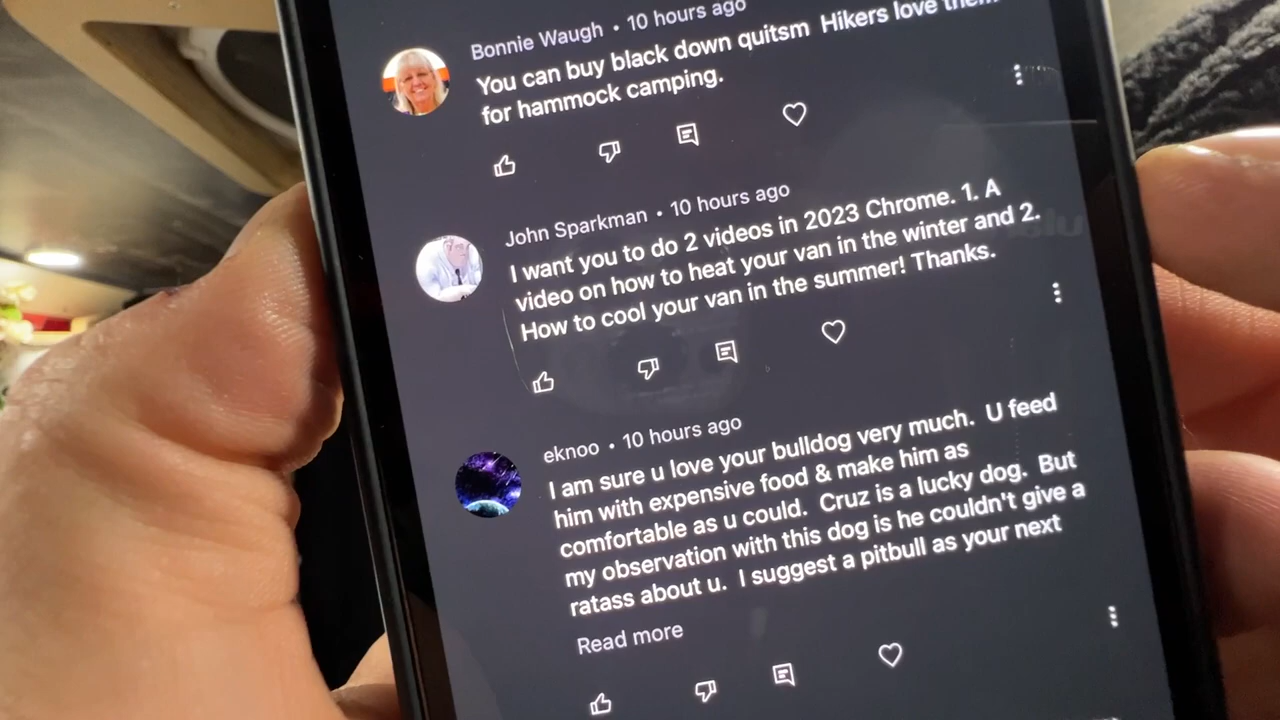 Bonnie Waugh • 10 hours ago
You can buy black down quitsm Hikers love
for hammock camping.
John Sparkman • 10 hours ago
I want you to do 2 videos in 2023 Chrome. 1. A
video on how to heat your van in the winter and 2.
How to cool your van in the summer! Thanks.
eknoo • 10 hours ago
I am sure u love your bulldog very much. U feed
him with expensive food & make him as
comfortable as u could. Cruz is a lucky dog. But
my observation with this dog is he couldn't give a
ratass about u. I suggest a pitbull as your next
Read more